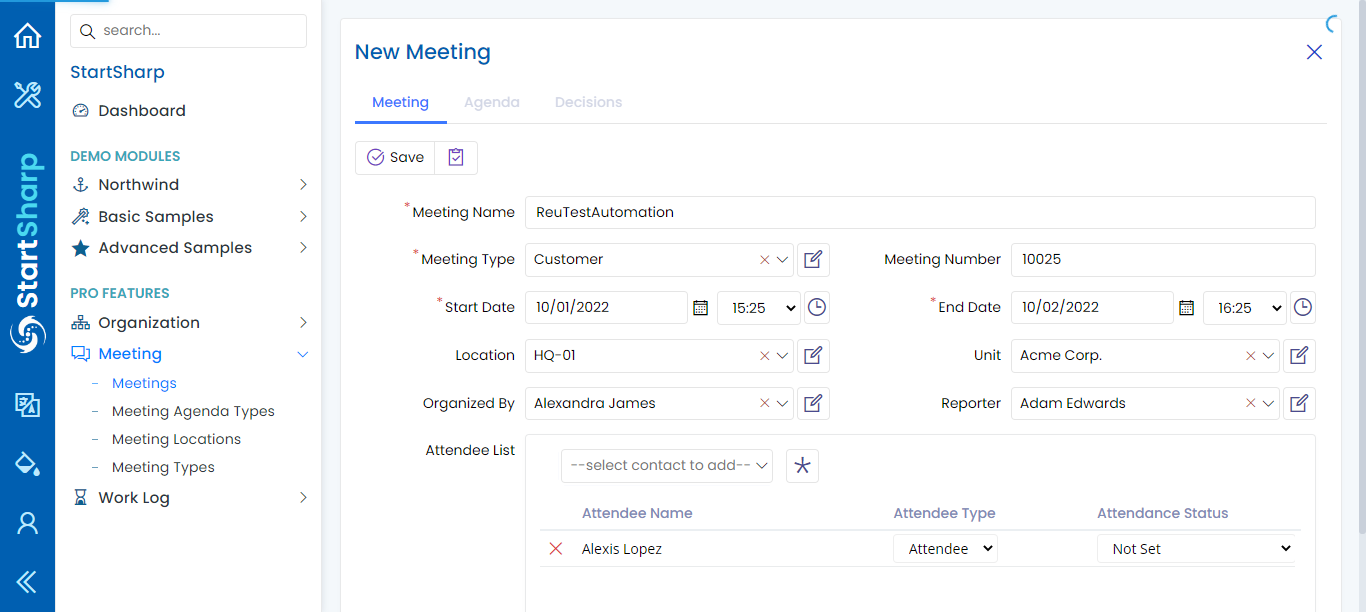 search...
StartSharp
Dashboard
DEMO MODULES
Northwind
Basic Samples
Advanced Samples
PRO FEATURES
Organization
Meeting
Meetings
Meeting Agenda Types
Meeting Locations
Meeting Types
Work Log
StartSharp
New Meeting
Meeting Agenda Decisions
Save
*Meeting Name ReuTestAutomation
*Meeting Type Customer Meeting Number 10025
*Start Date 10/01/2022 15:25 *End Date 10/02/2022 16:25
Location HQ-01 Unit Acme Corp.
Organized By Alexandra James Reporter Adam Edwards
Attendee List
--select contact to add--
Attendee Name Attendee Type Attendance Status
Alexis Lopez Attendee Not Set